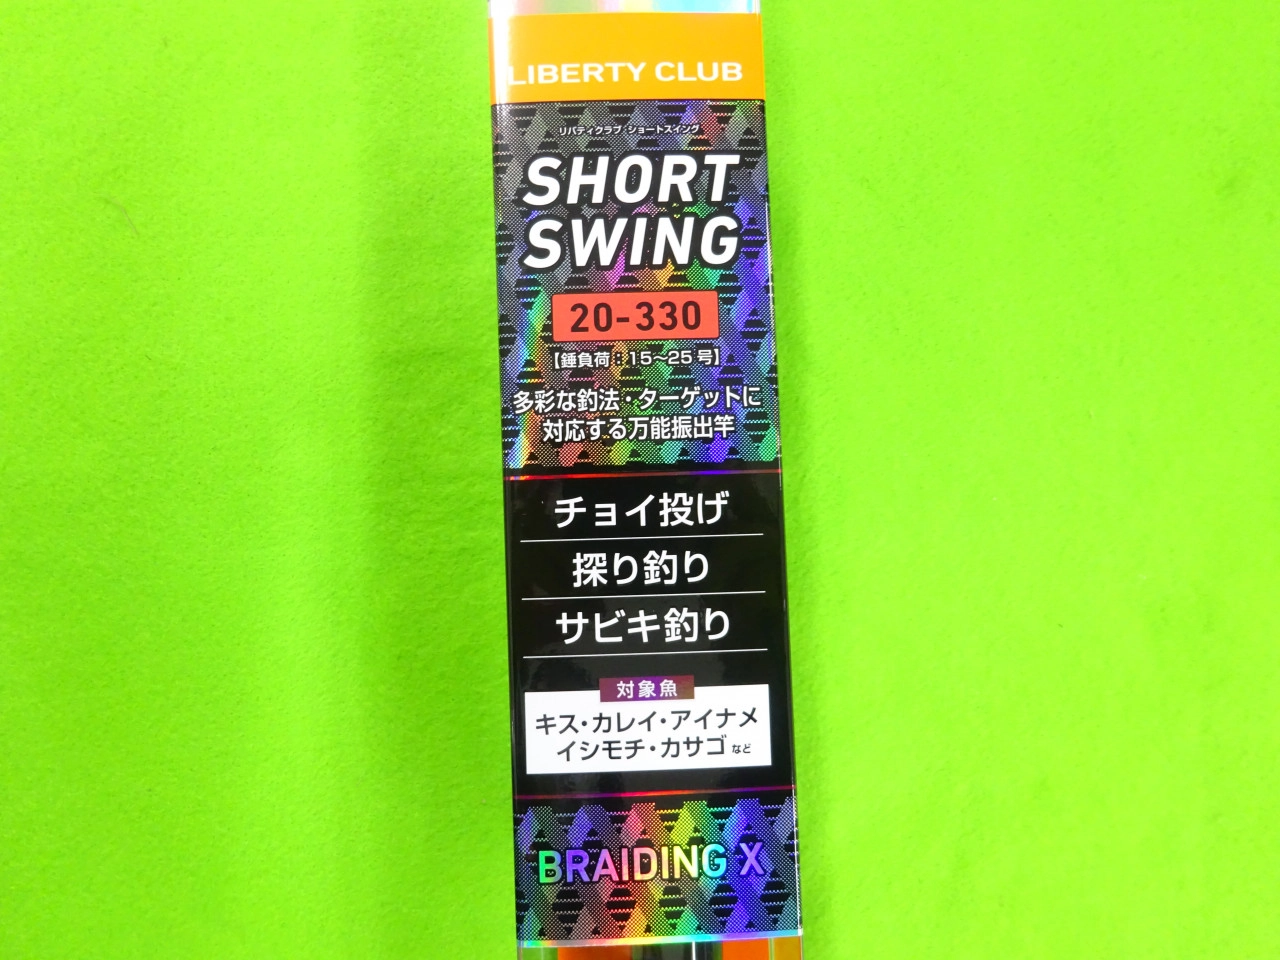 LIBERTY CLUB
リバティクラブ ショートスイング
SHORT
SWING
20-330
【錘負荷:15~25号】
多彩な釣法・ターゲットに
対応する万能振出竿
チョイ投げ
探り釣り
サビキ釣り
対象魚
キス・カレイ・アイナメ
イシモチ・カサゴ など
BRAIDING X